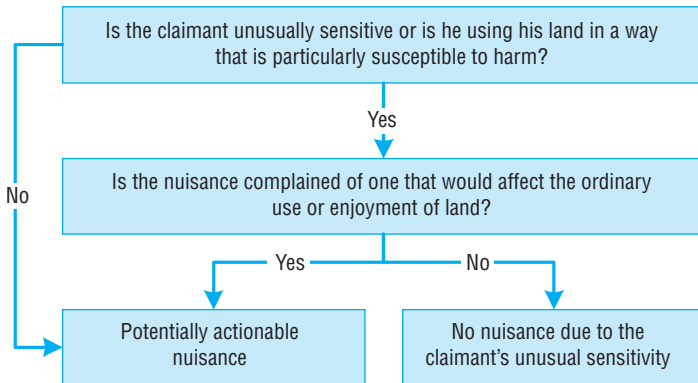 Is the claimant unusually sensitive or is he using his land in a way
that is particularly susceptible to harm?
Yes
No
Is the nuisance complained of one that would affect the ordinary
use or enjoyment of land?
Yes
No
Potentially actionable
nuisance
No nuisance due to the
claimant’s unusual sensitivity